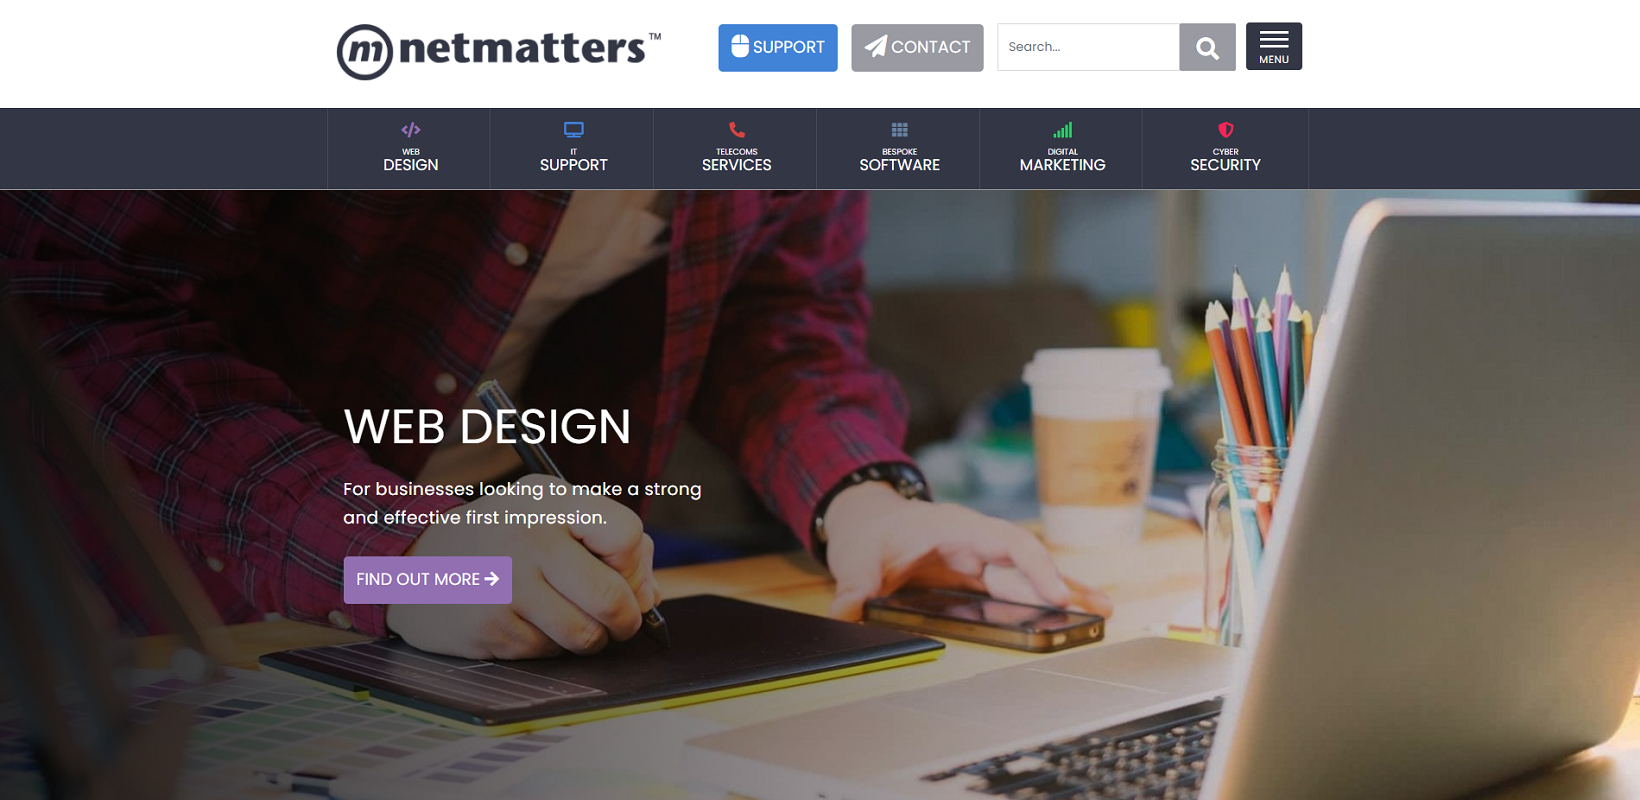 m netmatters™
SUPPORT
CONTACT
Search...
MENU
WEB
DESIGN
IT
SUPPORT
TELECOMS
SERVICES
BESPOKE
SOFTWARE
DIGITAL
MARKETING
CYBER
SECURITY
WEB DESIGN
For businesses looking to make a strong
and effective first impression.
FIND OUT MORE